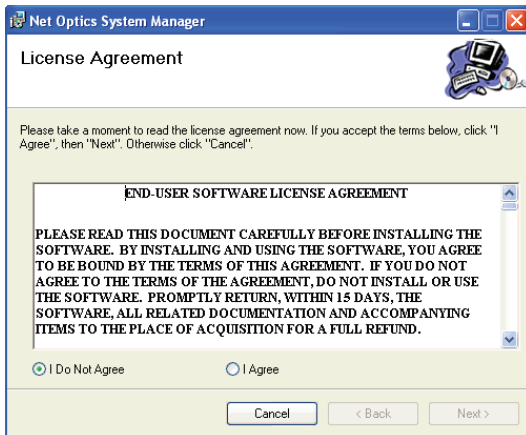 Net Optics System Manager
License Agreement
Please take a moment to read the license agreement now. If you accept the terms below, click "I
Agree", then "Next". Otherwise click "Cancel".
END-USER SOFTWARE LICENSE AGREEMENT
PLEASE READ THIS DOCUMENT CAREFULLY BEFORE INSTALLING THE
SOFTWARE. BY INSTALLING AND USING THE SOFTWARE, YOU AGREE
TO BE BOUND BY THE TERMS OF THIS AGREEMENT. IF YOU DO NOT
AGREE TO THE TERMS OF THE AGREEMENT, DO NOT INSTALL OR USE
THE SOFTWARE. PROMPTLY RETURN, WITHIN 15 DAYS, THE
SOFTWARE, ALL RELATED DOCUMENTATION AND ACCOMPANYING
ITEMS TO THE PLACE OF ACQUISITION FOR A FULL REFUND.
I Do Not Agree I Agree
Cancel < Back Next >